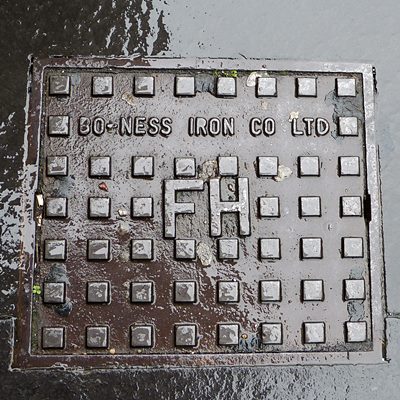 BO-NESS IRON CO LTD
FH